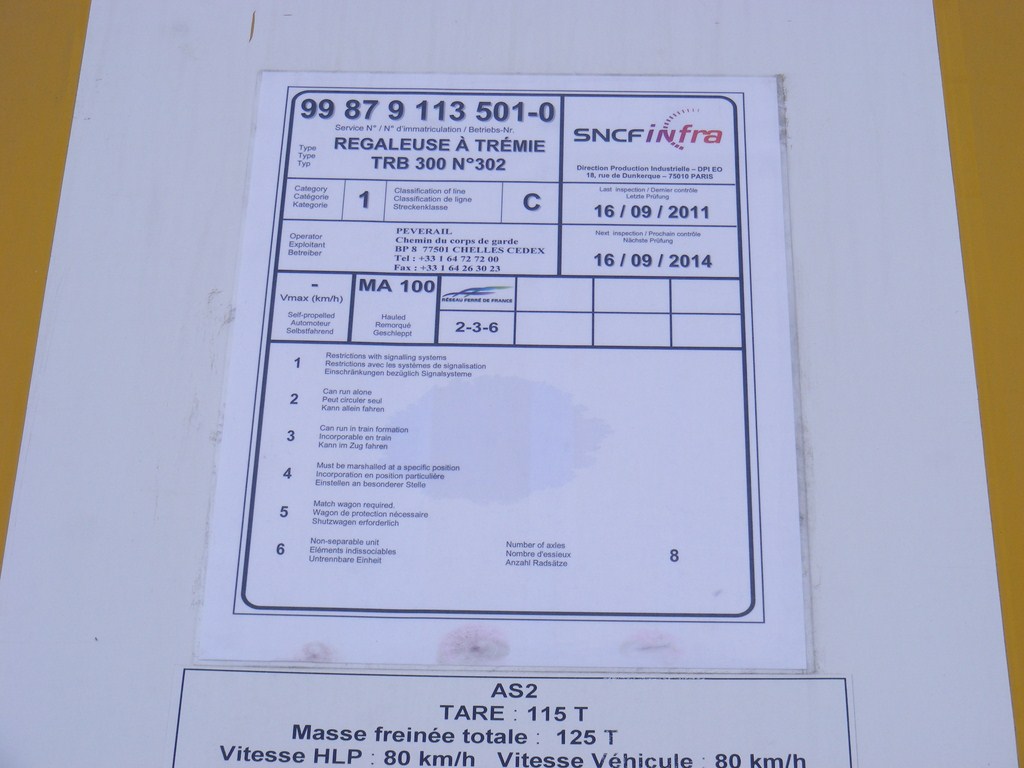 99 87 9 113 501-0
Service N° / N° d'immatriculation / Betriebs-Nr.
Type
Type
Typ
REGALEUSE À TRÉMIE
TRB 300 N°302
SNCF iNfra
Direction Production Industrielle – DPI EO
18, rue de Dunkerque – 75010 PARIS
Category
Catégorie
Kategorie
1
Classification of line
Classification de ligne
Streckenklasse
C
Last inspection / Dernier contrôle
Letzte Prüfung
16 / 09 / 2011
Operator
Exploitant
Betreiber
PEVERAIL
Chemin du corps de garde
BP 8 77501 CHELLES CEDEX
Tel : +33 1 64 72 72 00
Fax : +33 1 64 26 30 23
Next inspection / Prochain contrôle
Nächste Prüfung
16 / 09 / 2014
-
Vmax (km/h)
Self-propelled
Automoteur
Selbstfahrend
MA 100
Hauled
Remorqué
Geschleppt
RÉSEAU FERRÉ DE FRANCE
2-3-6
1
Restrictions with signalling systems
Restrictions avec les systèmes de signalisation
Einschränkungen bezüglich Signalsysteme
2
Can run alone
Peut circuler seul
Kann allein fahren
3
Can run in train formation
Incorporable en train
Kann im Zug fahren
4
Must be marshalled at a specific position
Incorporation en position particulière
Einstellen an besonderer Stelle
5
Match wagon required.
Wagon de protection nécessaire
Shutzwagen erforderlich
6
Non-separable unit
Eléments indissociables
Untrennbare Einheit
Number of axles
Nombre d'essieux
Anzahl Radsätze
8
AS2
TARE : 115 T
Masse freinée totale : 125 T
Vitesse HLP : 80 km/h Vitesse Véhicule : 80 km/h